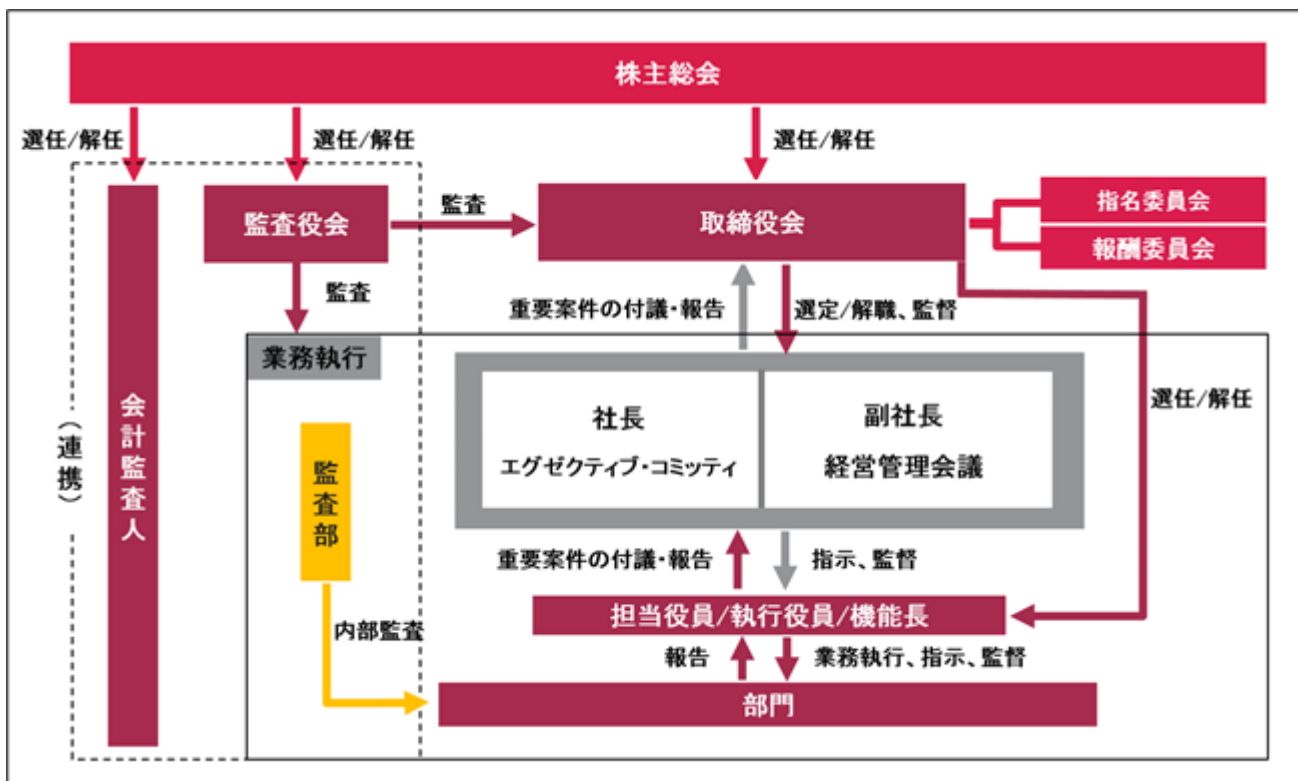 株主総会
選任/解任
選任/解任
選任/解任
監査役会
監査
取締役会
指名委員会
報酬委員会
監査
重要案件の付議・報告
選定/解職、監督
業務執行
選任/解任
社長
エグゼクティブ・コミッティ
副社長
経営管理会議
会計監査人
（連携）
監査部
重要案件の付議・報告
指示、監督
担当役員/執行役員/機能長
内部監査
報告
業務執行、指示、監督
部門